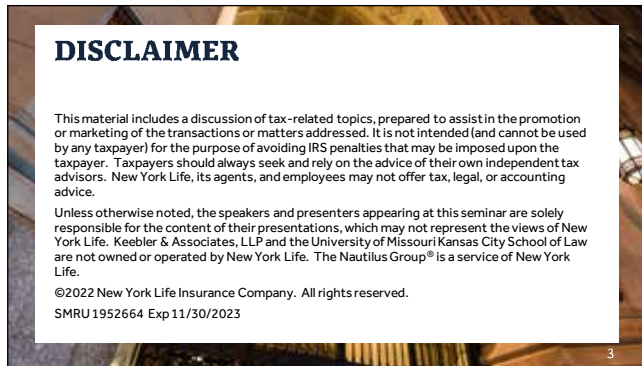 DISCLAIMER
This material includes a discussion of tax-related topics, prepared to assist in the promotion
or marketing of the transactions or matters addressed. It is not intended (and cannot be used
by any taxpayer) for the purpose of avoiding IRS penalties that may be imposed upon the
taxpayer. Taxpayers should always seek and rely on the advice of their own independent tax
advisors. New York Life, its agents, and employees may not offer tax, legal, or accounting
advice.
Unless otherwise noted, the speakers and presenters appearing at this seminar are solely
responsible for the content of their presentations, which may not represent the views of New
York Life. Keebler & Associates, LLP and the University of Missouri Kansas City School of Law
are not owned or operated by New York Life. The Nautilus Group® is a service of New York
Life.
©2022 New York Life Insurance Company. All rights reserved.
SMRU 1952664 Exp 11/30/2023
3